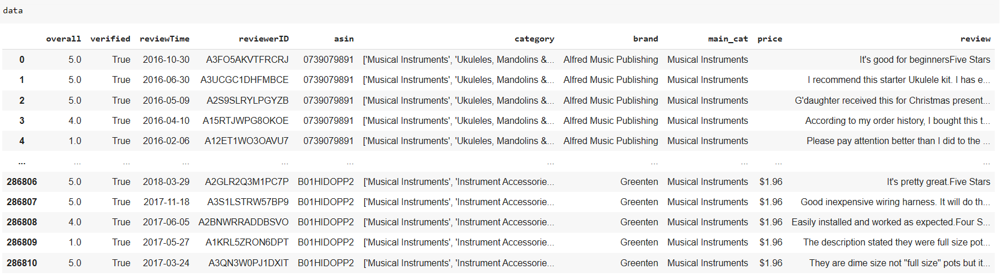 data
overall verified reviewTime reviewerID asin category brand main_cat price review
0 5.0 True 2016-10-30 A3FO5AKVTFRCRJ 0739079891 ['Musical Instruments', 'Ukuleles, Mandolins &... Alfred Music Publishing Musical Instruments It's good for beginnersFive Stars
1 5.0 True 2016-06-30 A3UCGC1DHFMBCE 0739079891 ['Musical Instruments', 'Ukuleles, Mandolins &... Alfred Music Publishing Musical Instruments I recommend this starter Ukulele kit. I has e...
2 5.0 True 2016-05-09 A2S9SLRYLPGYZB 0739079891 ['Musical Instruments', 'Ukuleles, Mandolins &... Alfred Music Publishing Musical Instruments G'daughter received this for Christmas present...
3 4.0 True 2016-04-10 A15RTJWPG8OKOE 0739079891 ['Musical Instruments', 'Ukuleles, Mandolins &... Alfred Music Publishing Musical Instruments According to my order history, I bought this t...
4 1.0 True 2016-02-06 A12ET1WO3OAVU7 0739079891 ['Musical Instruments', 'Ukuleles, Mandolins &... Alfred Music Publishing Musical Instruments Please pay attention better than I did to the ...
... ... ... ... ... ... ... ... ... ... ...
286806 5.0 True 2018-03-29 A2GLR2Q3M1PC7P B01HIDOPP2 ['Musical Instruments', 'Instrument Accessorie... Greenten Musical Instruments $1.96 It's pretty great.Five Stars
286807 5.0 True 2017-11-18 A3S1LSTRW57BP9 B01HIDOPP2 ['Musical Instruments', 'Instrument Accessorie... Greenten Musical Instruments $1.96 Good inexpensive wiring harness. It will do th...
286808 4.0 True 2017-06-05 A2BNWRRADDBSVO B01HIDOPP2 ['Musical Instruments', 'Instrument Accessorie... Greenten Musical Instruments $1.96 Easily installed and worked as expected.Four S...
286809 1.0 True 2017-05-27 A1KRL5ZRON6DPT B01HIDOPP2 ['Musical Instruments', 'Instrument Accessorie... Greenten Musical Instruments $1.96 The description stated they were full size pot...
286810 5.0 True 2017-03-24 A3QN3W0PJ1DXIT B01HIDOPP2 ['Musical Instruments', 'Instrument Accessorie... Greenten Musical Instruments $1.96 They are dime size not "full size" pots but it...